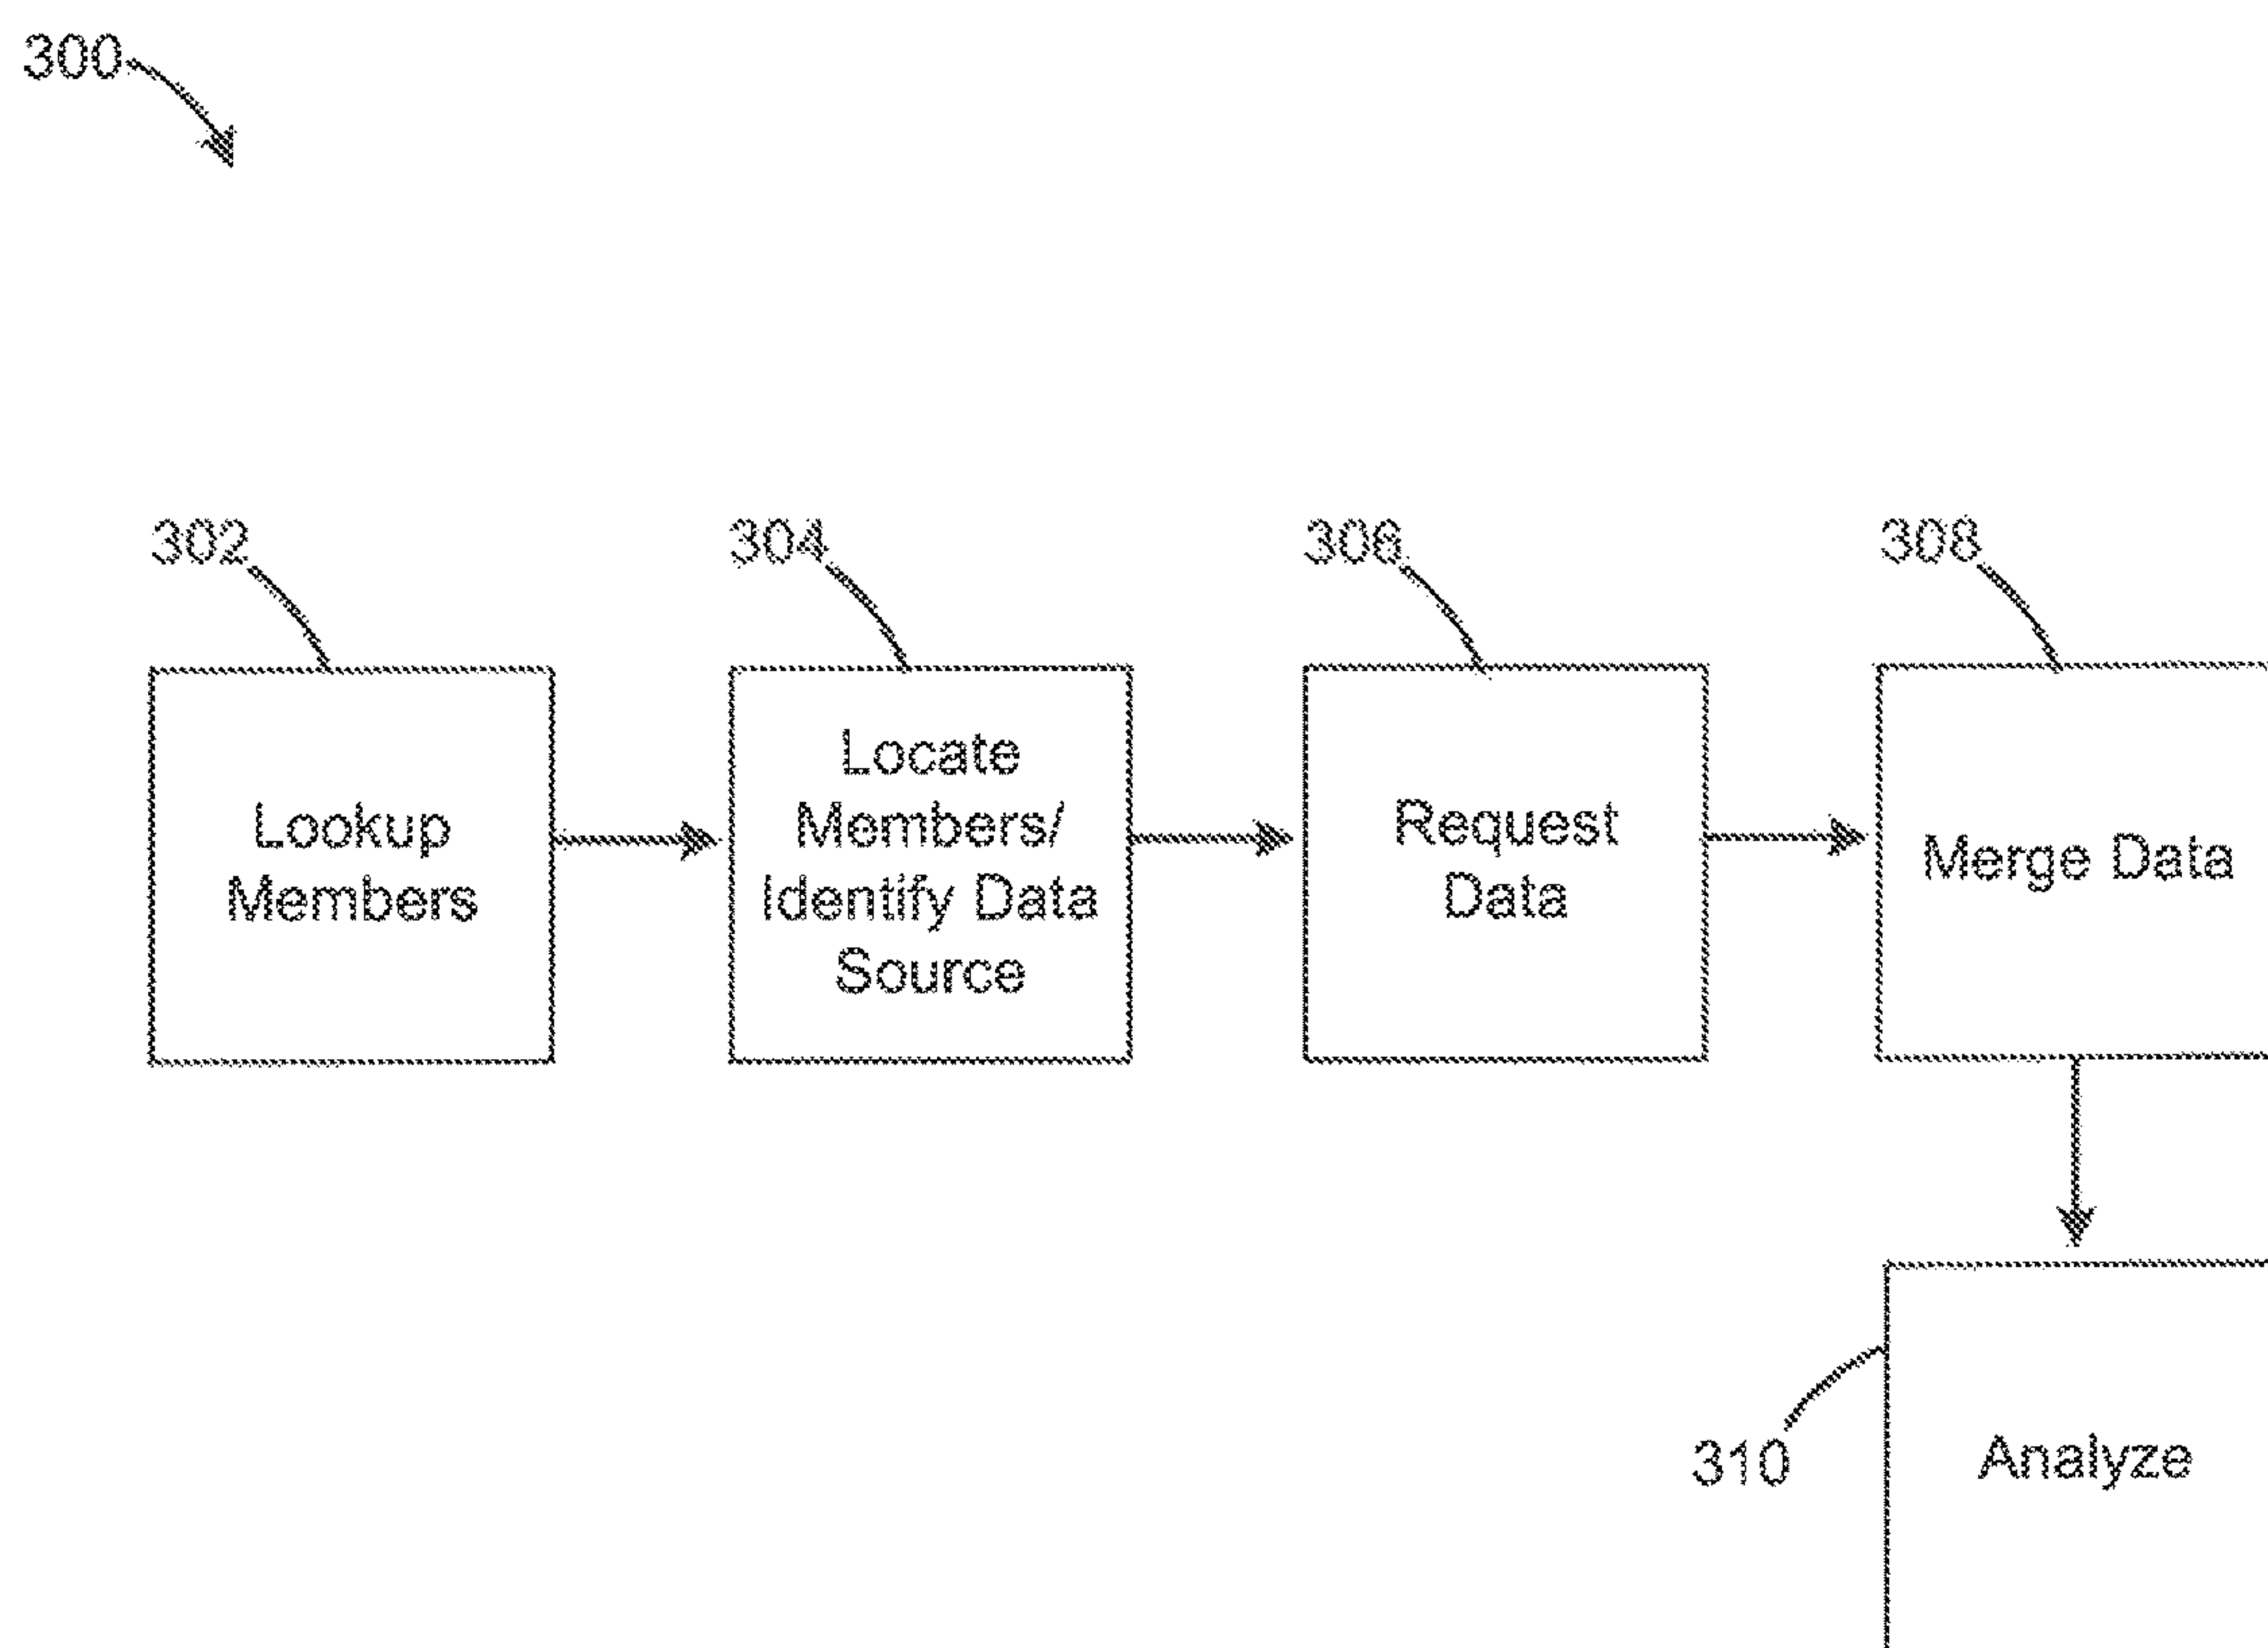 300
302
304
306
308
Lookup
Members
Locate
Members/
Identify Data
Source
Request
Data
Merge Data
310
Analyze